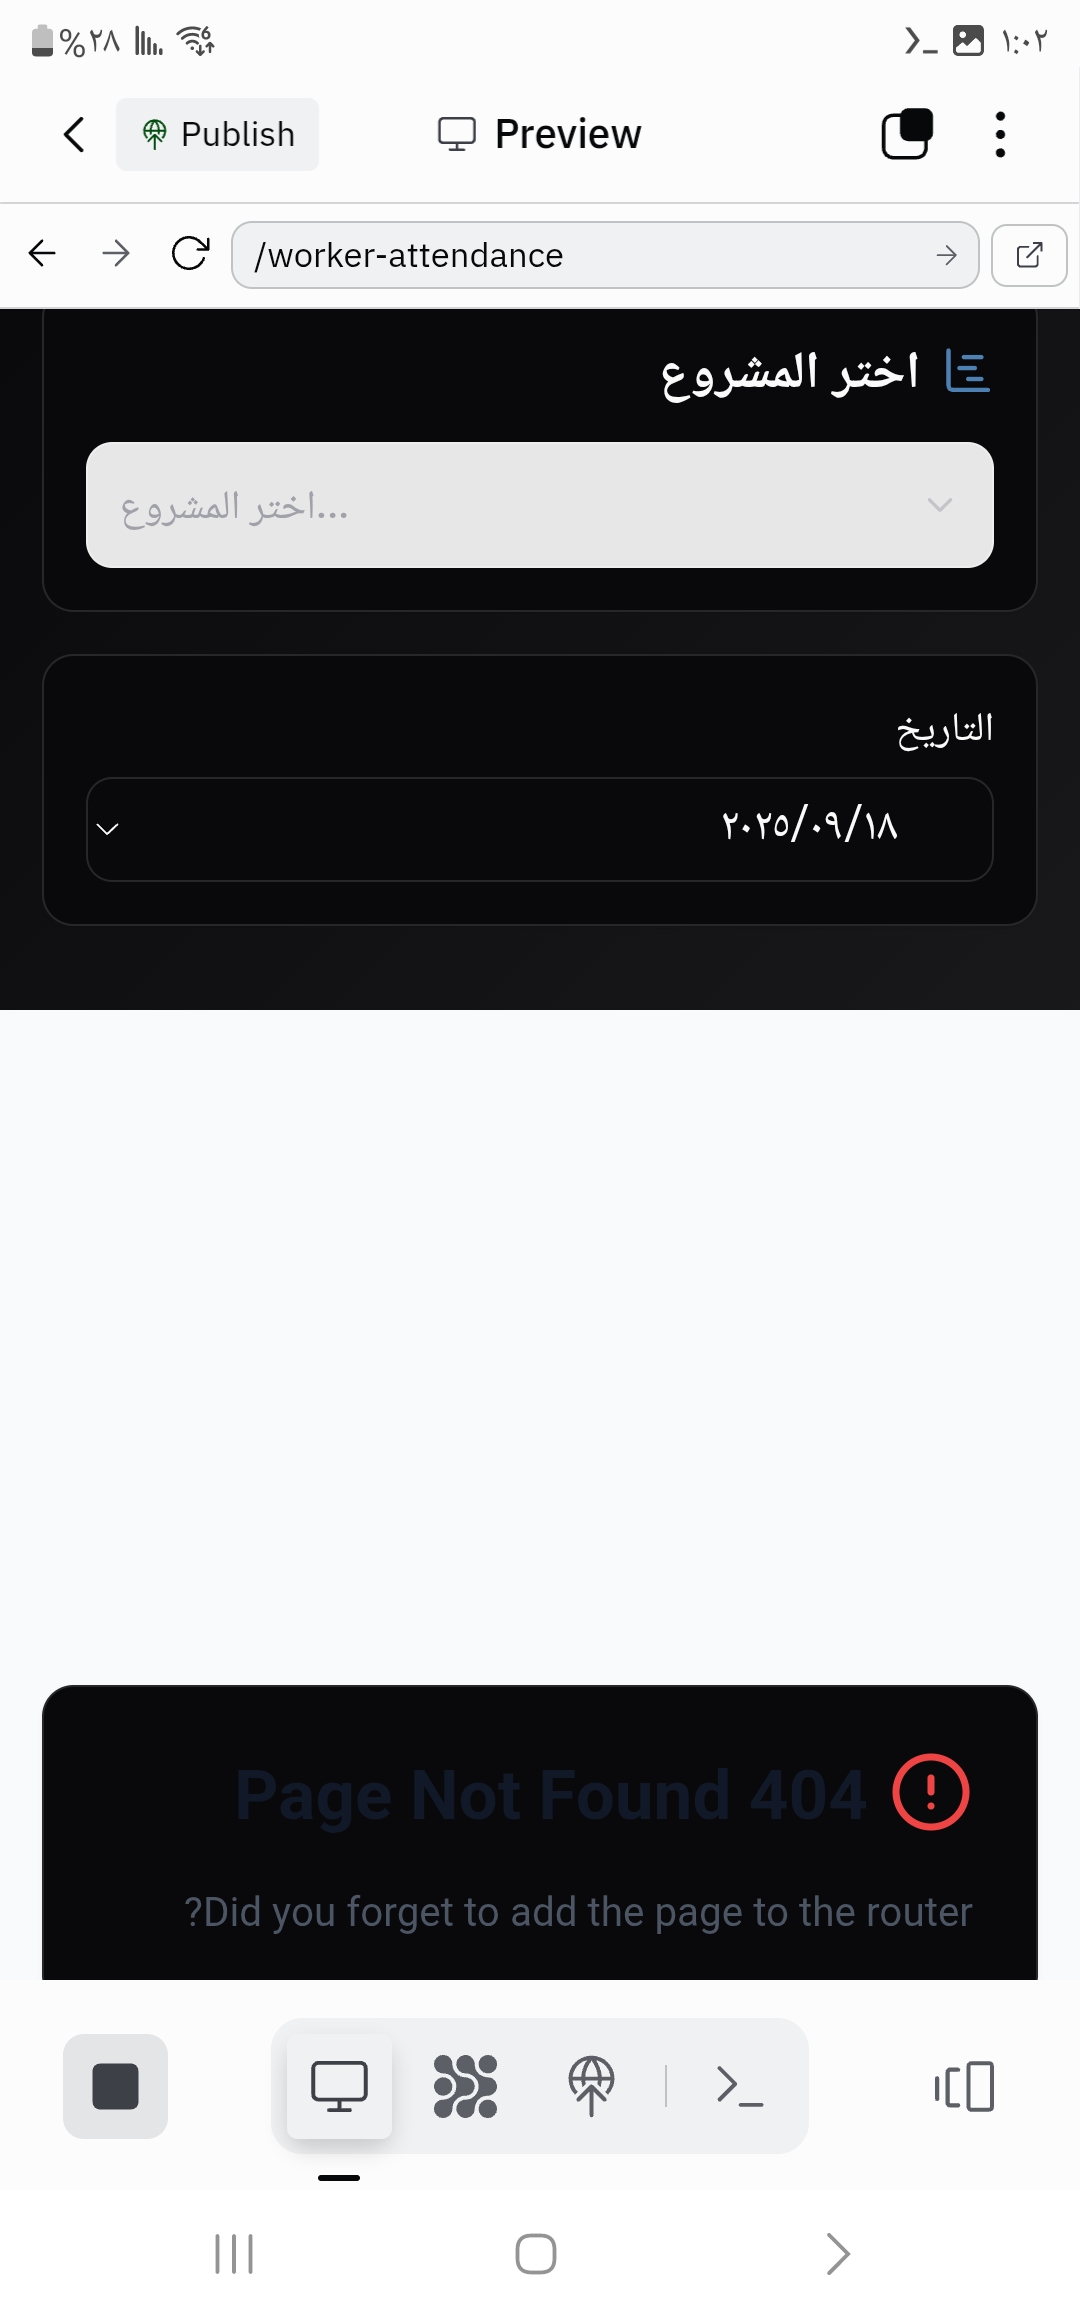 %٢٨
6
١:٠٢
Publish
Preview
/worker-attendance
اختر المشروع
...اختر المشروع
التاريخ
٢٠٢٥/٠٩/١٨
Page Not Found 404
?Did you forget to add the page to the router